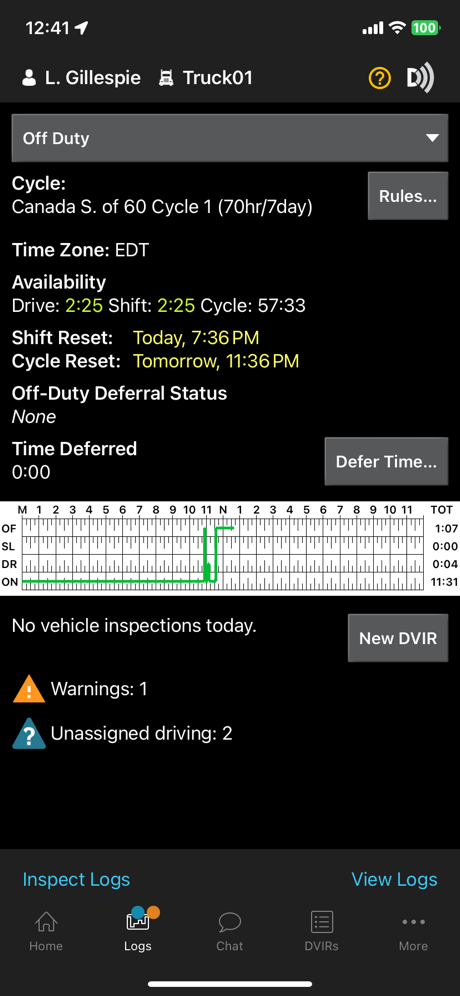 12:41
100
L. Gillespie Truck01
Off Duty
Cycle:
Canada S. of 60 Cycle 1 (70hr/7day)
Rules...
Time Zone: EDT
Availability
Drive: 2:25 Shift: 2:25 Cycle: 57:33
Shift Reset: Today, 7:36 PM
Cycle Reset: Tomorrow, 11:36 PM
Off-Duty Deferral Status
None
Time Deferred
0:00
Defer Time...
M 1 2 3 4 5 6 7 8 9 10 11 N 1 2 3 4 5 6 7 8 9 10 11 TOT
OF 1:07
SL 0:00
DR 0:04
ON 11:31
No vehicle inspections today.
New DVIR
Warnings: 1
Unassigned driving: 2
Inspect Logs View Logs
Home Logs Chat DVIRs More